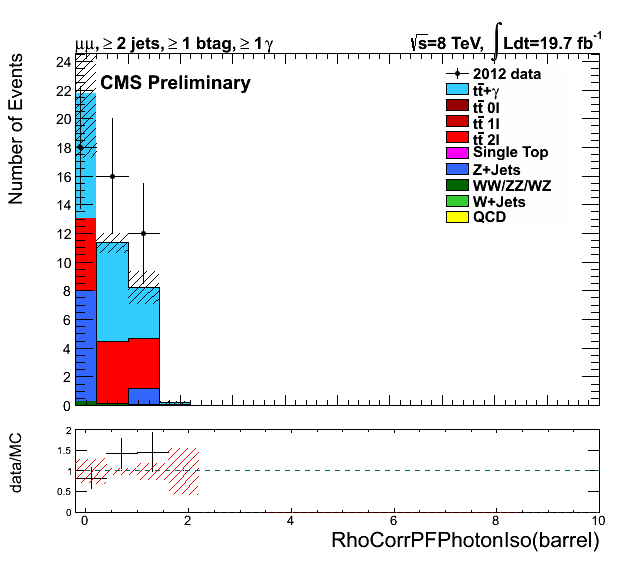 μμ, ≥ 2 jets, ≥ 1 btag, ≥ 1 γ
√s=8 TeV, ∫Ldt=19.7 fb⁻¹
CMS Preliminary
2012 data
tt̄+γ
tt̄ 0l
tt̄ 1l
tt̄ 2l
Single Top
Z+Jets
WW/ZZ/WZ
W+Jets
QCD
Number of Events
24
22
20
18
16
14
12
10
8
6
4
2
0
data/MC
2
1.5
1
0.5
0
0 2 4 6 8 10
RhoCorrPFPhotonIso(barrel)